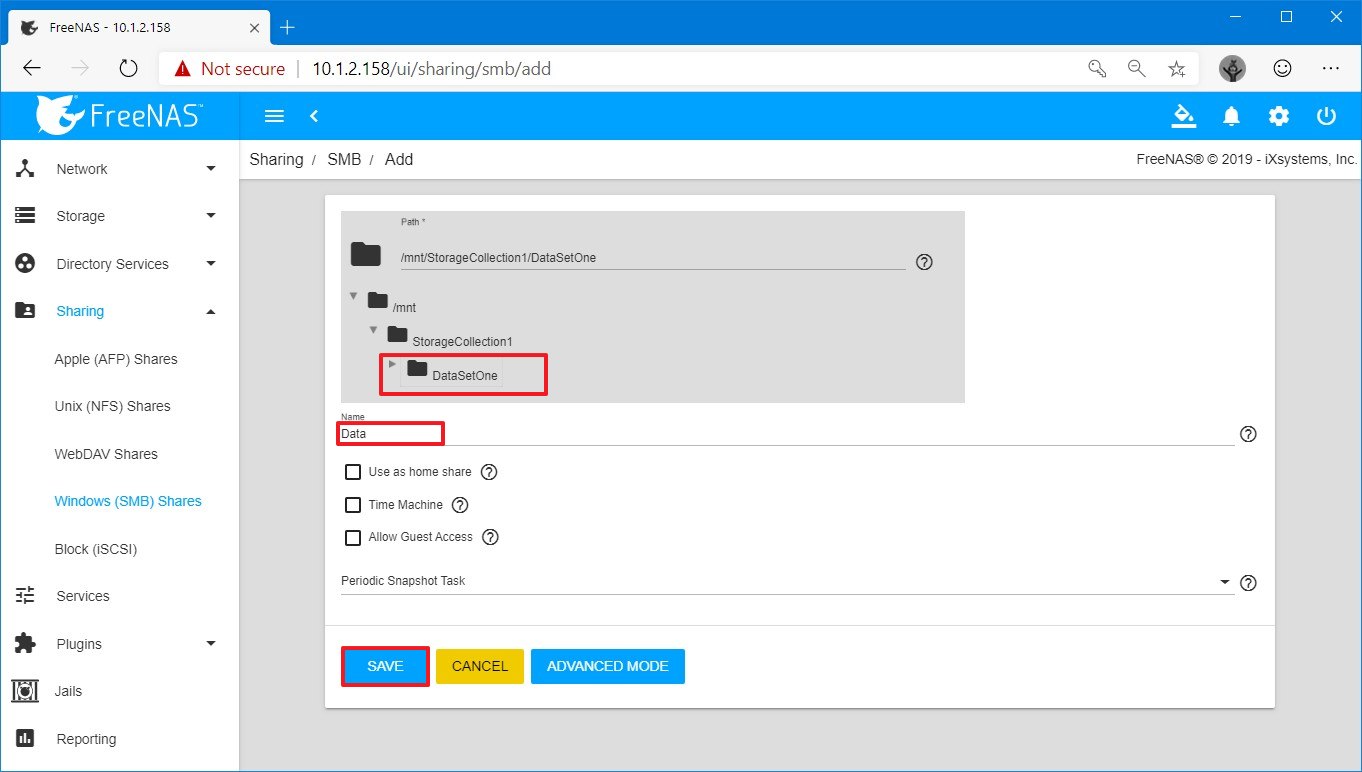 FreeNAS - 10.1.2.158
Not secure
10.1.2.158/ui/sharing/smb/add
FreeNAS™
Sharing / SMB / Add
FreeNAS® © 2019 - iXsystems, Inc.
Network
Storage
Directory Services
Sharing
Apple (AFP) Shares
Unix (NFS) Shares
WebDAV Shares
Windows (SMB) Shares
Block (iSCSI)
Services
Plugins
Jails
Reporting
Path *
/mnt/StorageCollection1/DataSetOne
/mnt
StorageCollection1
DataSetOne
Name
Data
Use as home share
Time Machine
Allow Guest Access
Periodic Snapshot Task
SAVE CANCEL ADVANCED MODE